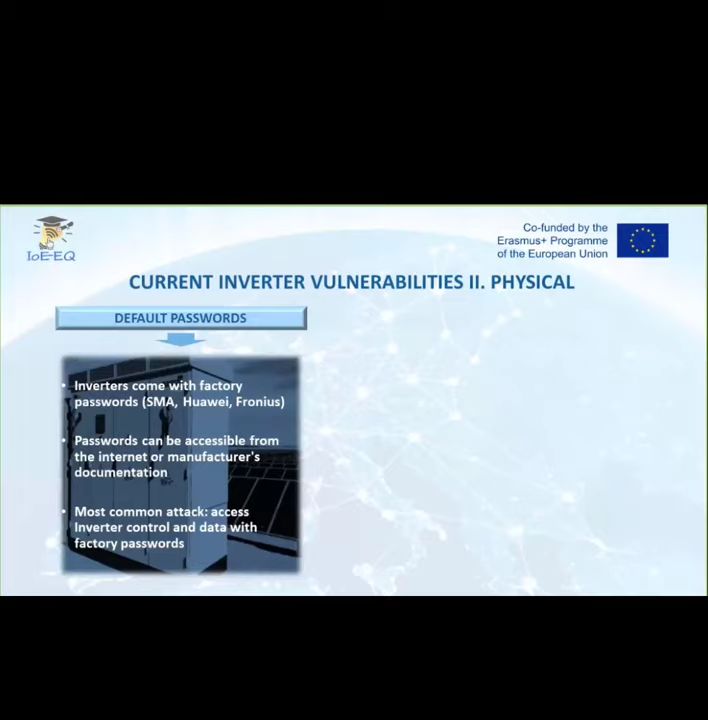 IoE-EQ
Co-funded by the
Erasmus+ Programme
of the European Union
CURRENT INVERTER VULNERABILITIES II. PHYSICAL
DEFAULT PASSWORDS
• Inverters come with factory
passwords (SMA, Huawei, Fronius)
• Passwords can be accessible from
the internet or manufacturer's
documentation
• Most common attack: access
Inverter control and data with
factory passwords